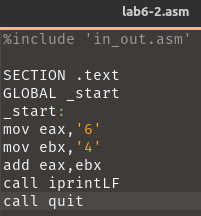 lab6-2.asm
%include 'in_out.asm'
SECTION .text
GLOBAL _start
_start:
mov eax,'6'
mov ebx,'4'
add eax,ebx
call iprintLF
call quit